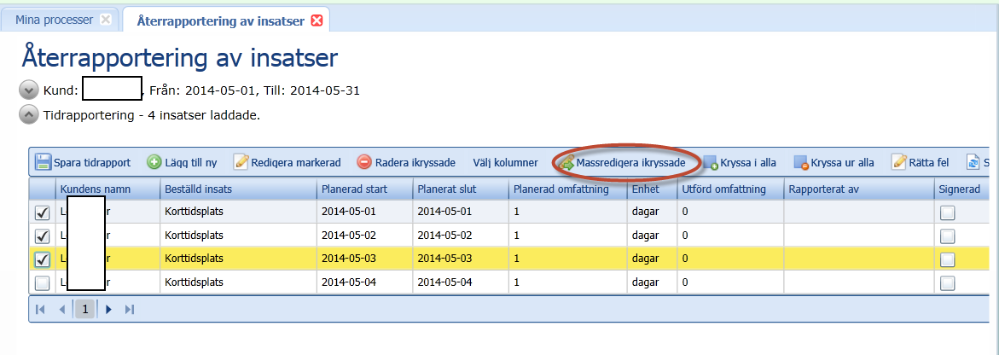 Mina processer Återrapportering av insatser
Återrapportering av insatser
Kund: , Från: 2014-05-01, Till: 2014-05-31
Tidrapportering - 4 insatser laddade.
Spara tidrapport Lägg till ny Redigera markerad Radera ikryssade Välj kolumner Massredigera ikryssade Kryssa i alla Kryssa ur alla Rätta fel S
Kundens namn Beställd insats Planerad start Planerat slut Planerad omfattning Enhet Utförd omfattning Rapporterat av Signerad
Korttidsplats 2014-05-01 2014-05-01 1 dagar 0
Korttidsplats 2014-05-02 2014-05-02 1 dagar 0
Korttidsplats 2014-05-03 2014-05-03 1 dagar 0
Korttidsplats 2014-05-04 2014-05-04 1 dagar 0
1